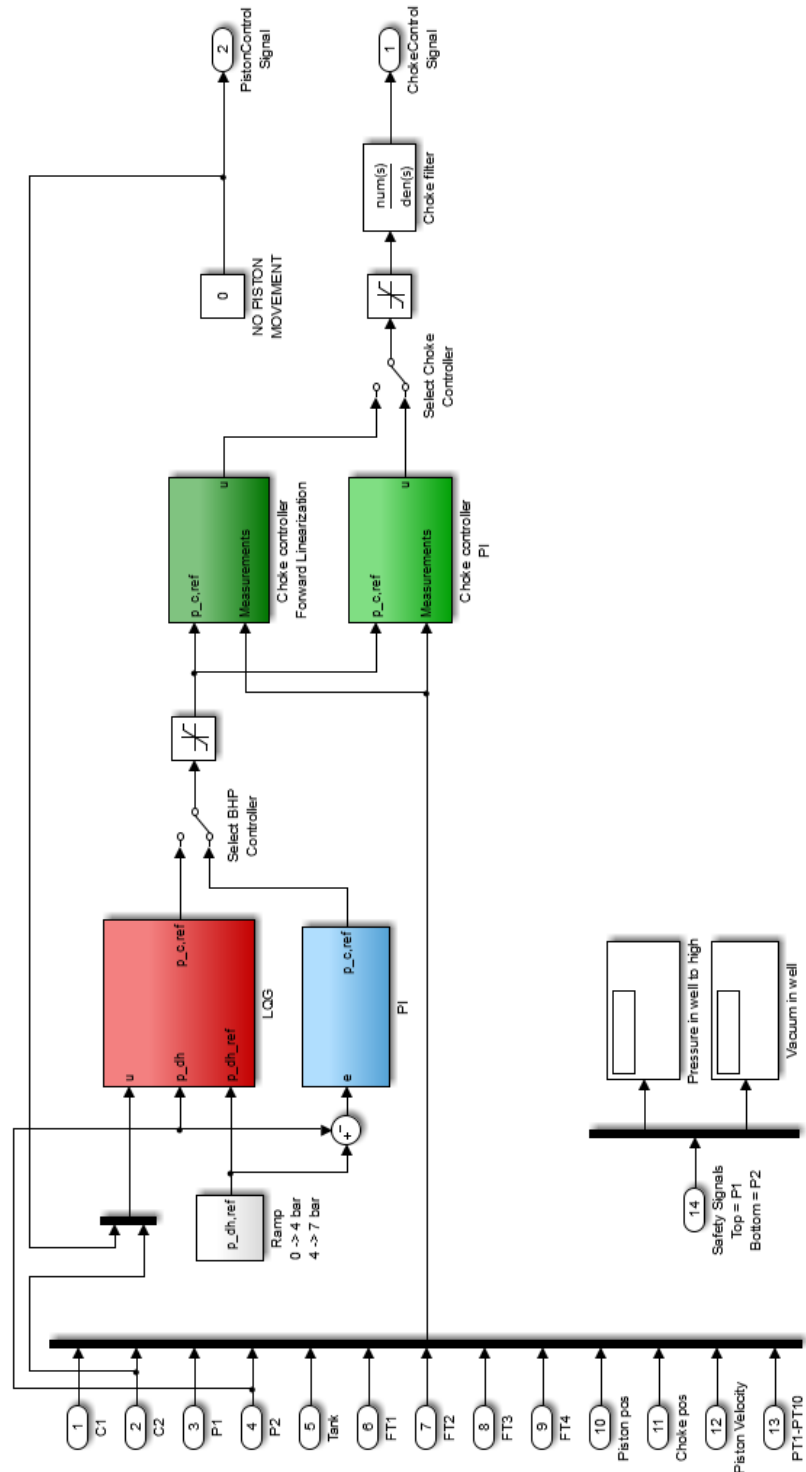 2
PistonControl
Signal
0
NO PISTON
MOVEMENT
1
ChokeControl
Signal
num(s)
den(s)
Choke filter
Select Choke
Controller
p_c,ref
Measurements
u
Choke controller
Forward Linearization
p_c,ref
Measurements
u
Choke controller
PI
Select BHP
Controller
u
p_dh
p_dh_ref
p_c,ref
LQG
e
p_c,ref
PI
+
−
p_dh,ref
Ramp
0 -> 4 bar
4 -> 7 bar
1
C1
2
C2
3
P1
4
P2
5
Tank
6
FT1
7
FT2
8
FT3
9
FT4
10
Piston pos
11
Choke pos
12
Piston Velocity
13
PT1-PT10
14
Safety Signals
Top = P1
Bottom = P2
Pressure in well to high
Vacuum in well